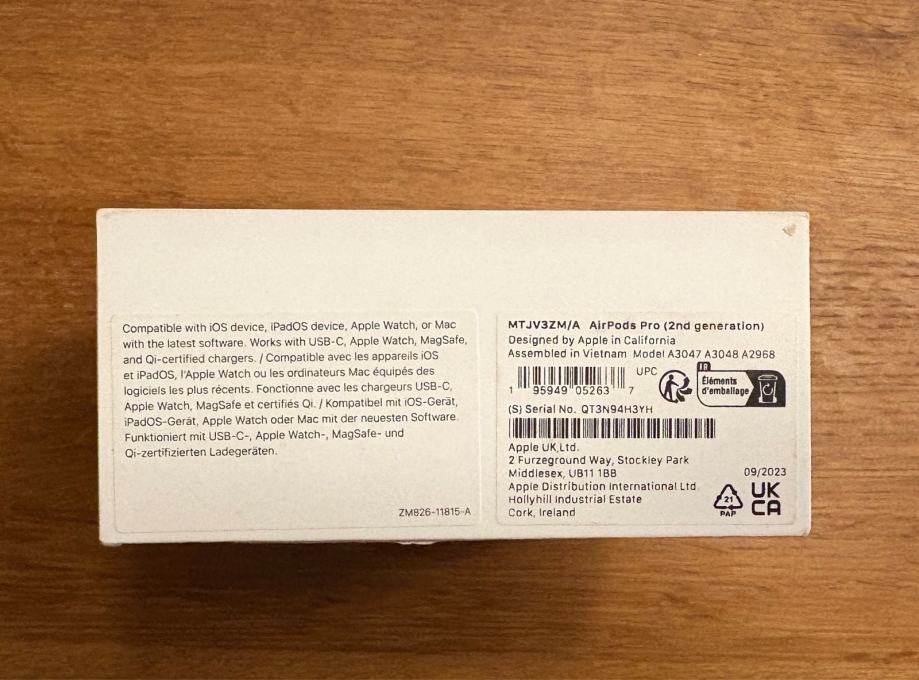 Compatible with iOS device, iPadOS device, Apple Watch, or Mac
with the latest software. Works with USB-C, Apple Watch, MagSafe,
and Qi-certified chargers. / Compatible avec les appareils iOS
et iPadOS, l'Apple Watch ou les ordinateurs Mac équipés des
logiciels les plus récents. Fonctionne avec les chargeurs USB-C,
Apple Watch, MagSafe et certifiés Qi. / Kompatibel mit iOS-Gerät,
iPadOS-Gerät, Apple Watch oder Mac mit der neuesten Software.
Funktioniert mit USB-C-, Apple Watch-, MagSafe- und
Qi-zertifizierten Ladegeräten.
ZM826-11815-A
MTJV3ZM/A AirPods Pro (2nd generation)
Designed by Apple in California
Assembled in Vietnam Model A3047 A3048 A2968
UPC
1 95949 05263 7
FR
Éléments
d'emballage
(S) Serial No. QT3N94H3YH
Apple UK Ltd.
2 Furzeground Way, Stockley Park
Middlesex, UB11 1BB
Apple Distribution International Ltd.
Hollyhill Industrial Estate
Cork, Ireland
21
PAP
09/2023
UK
CA